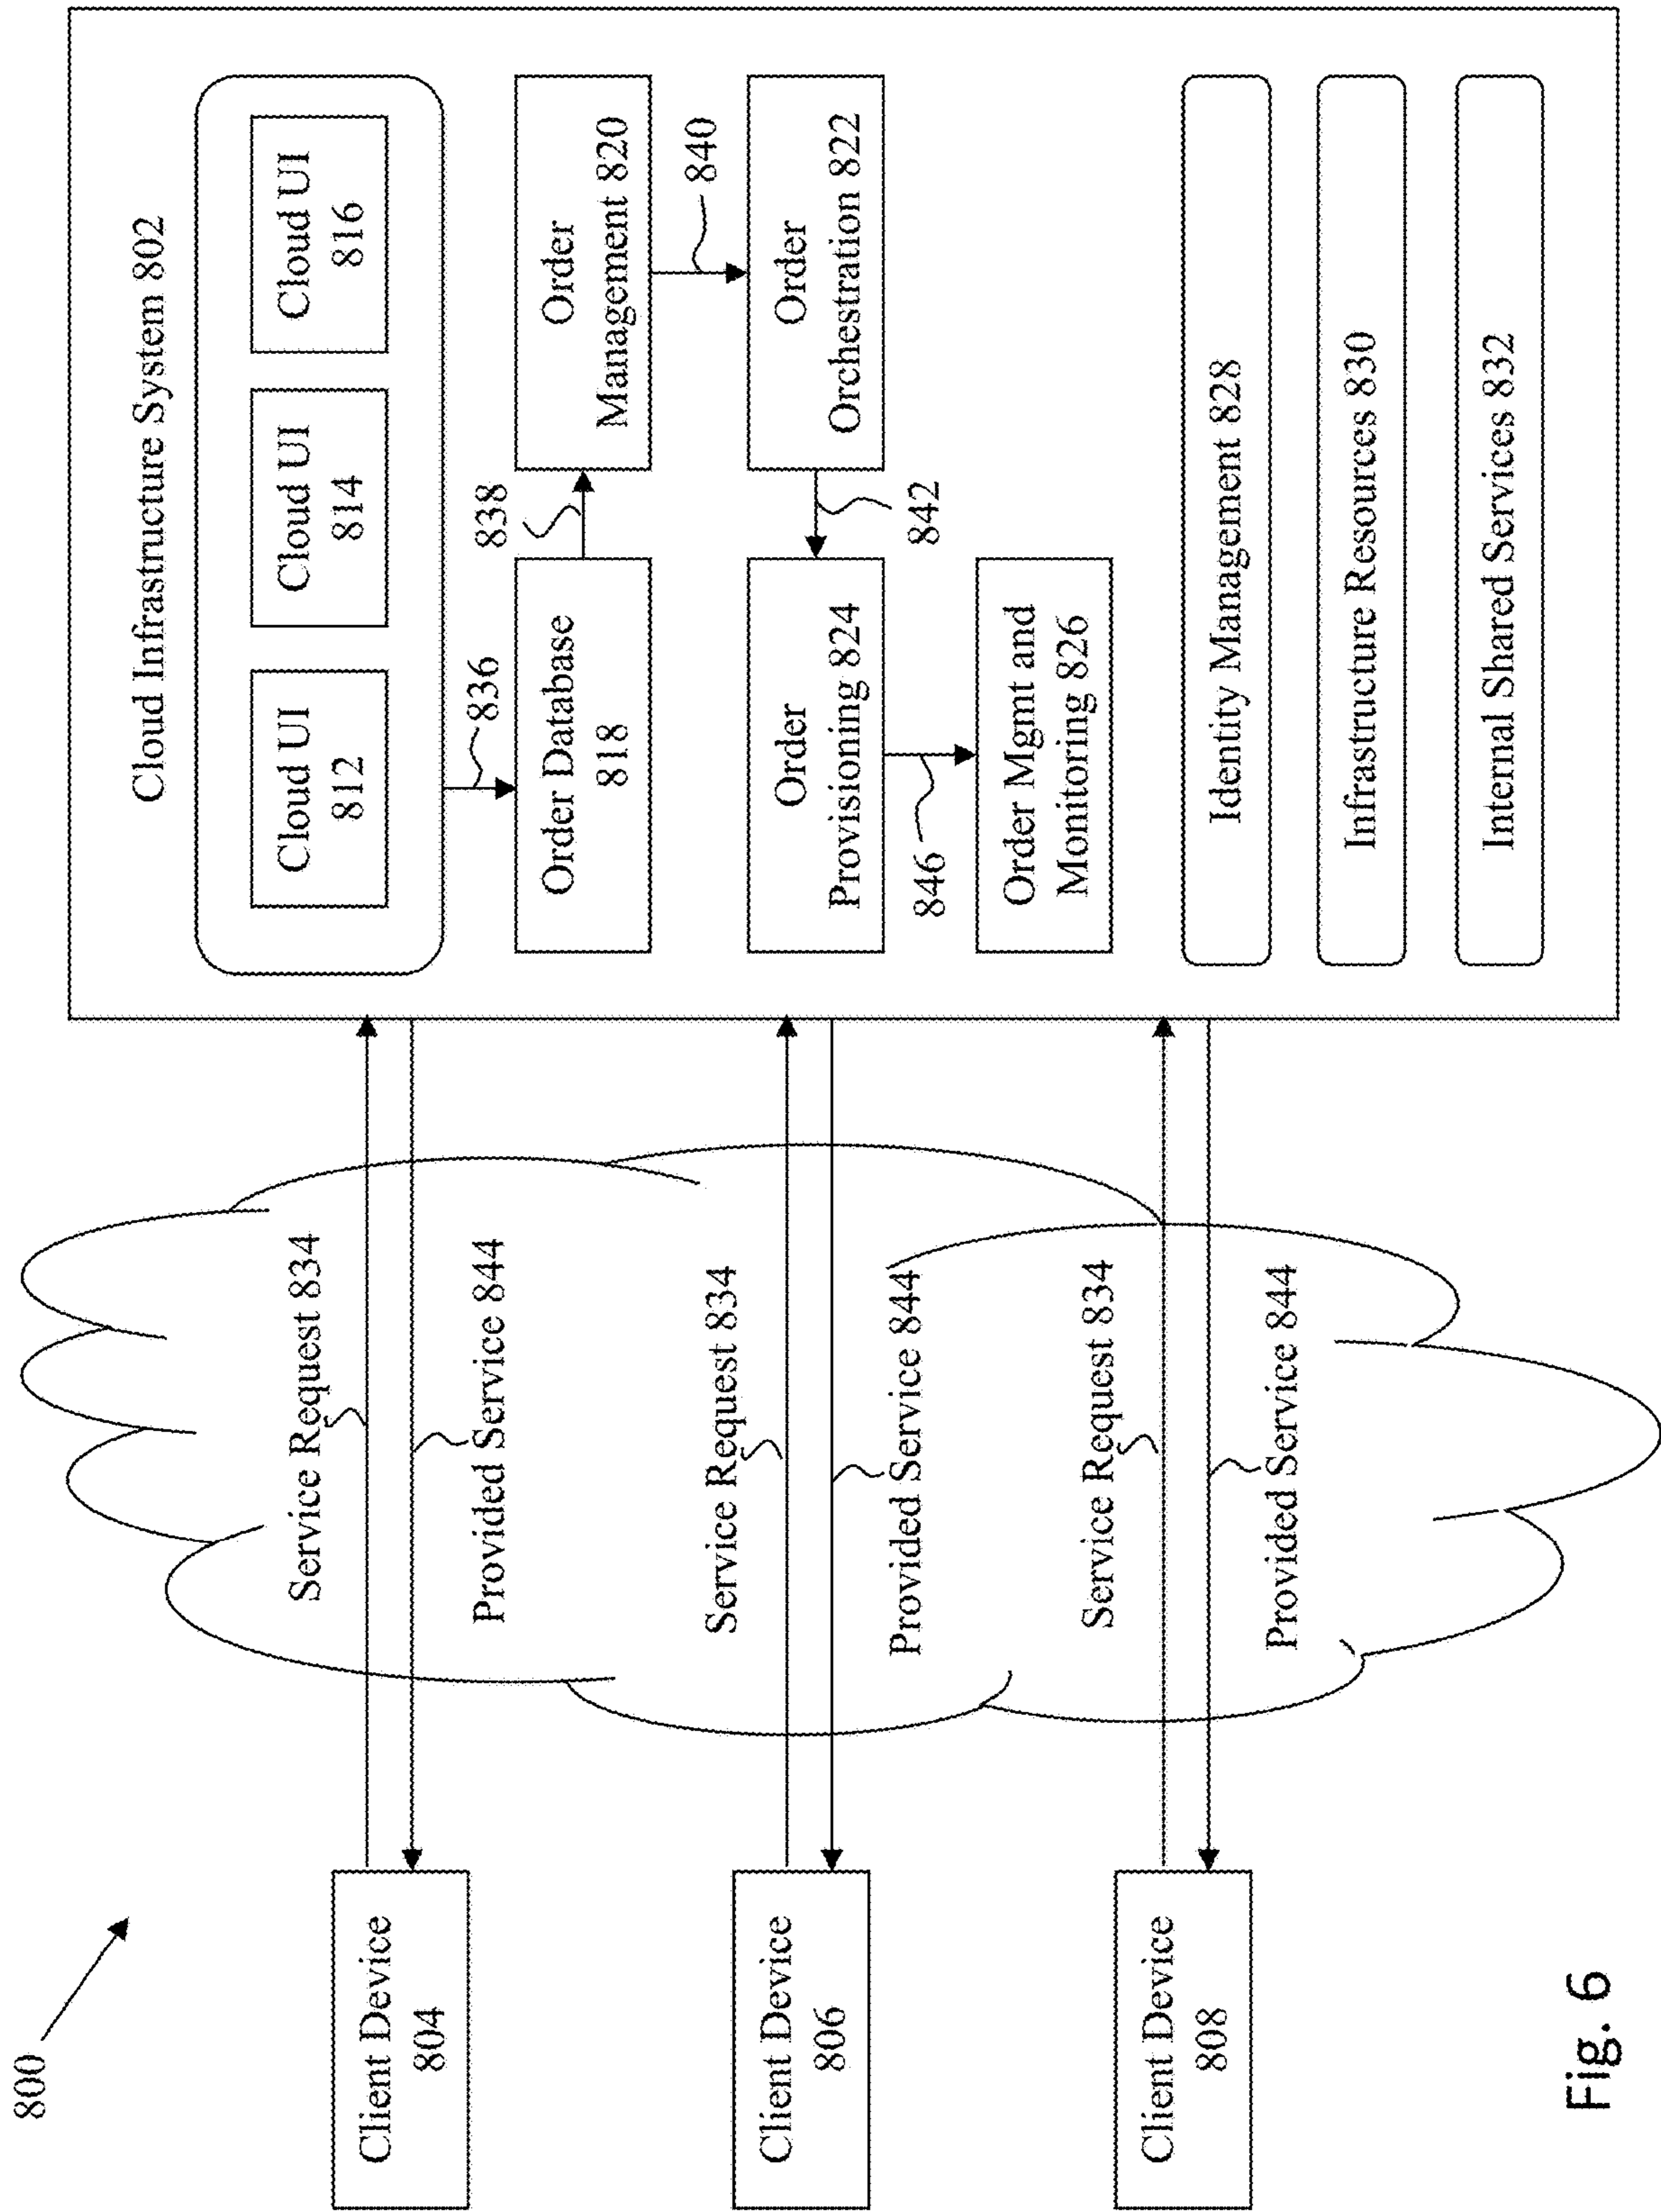 800
Cloud Infrastructure System 802
Cloud UI
812
Cloud UI
814
Cloud UI
816
836
Order Database
818
838
Order
Management 820
840
Order
Orchestration 822
842
Order
Provisioning 824
846
Order Mgmt and
Monitoring 826
Identity Management 828
Infrastructure Resources 830
Internal Shared Services 832
Client Device
804
Service Request 834
Provided Service 844
Client Device
806
Service Request 834
Provided Service 844
Client Device
808
Service Request 834
Provided Service 844
Fig. 6